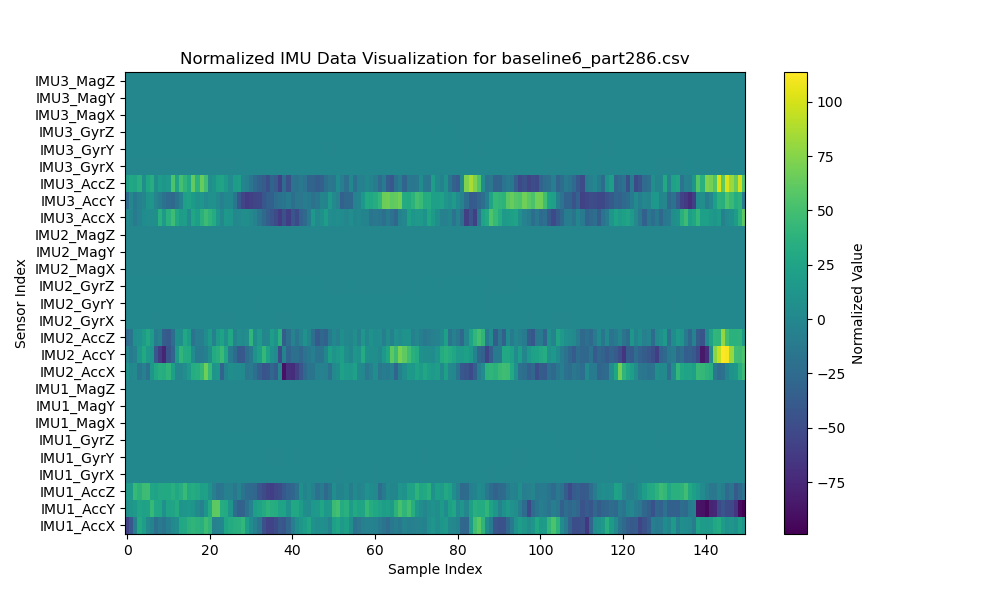 Normalized IMU Data Visualization for baseline6_part286.csv
IMU3_MagZ
IMU3_MagY
IMU3_MagX
IMU3_GyrZ
IMU3_GyrY
IMU3_GyrX
IMU3_AccZ
IMU3_AccY
IMU3_AccX
IMU2_MagZ
IMU2_MagY
IMU2_MagX
IMU2_GyrZ
IMU2_GyrY
IMU2_GyrX
IMU2_AccZ
IMU2_AccY
IMU2_AccX
IMU1_MagZ
IMU1_MagY
IMU1_MagX
IMU1_GyrZ
IMU1_GyrY
IMU1_GyrX
IMU1_AccZ
IMU1_AccY
IMU1_AccX
Sensor Index
0 20 40 60 80 100 120 140
Sample Index
100
75
50
25
0
−25
−50
−75
Normalized Value